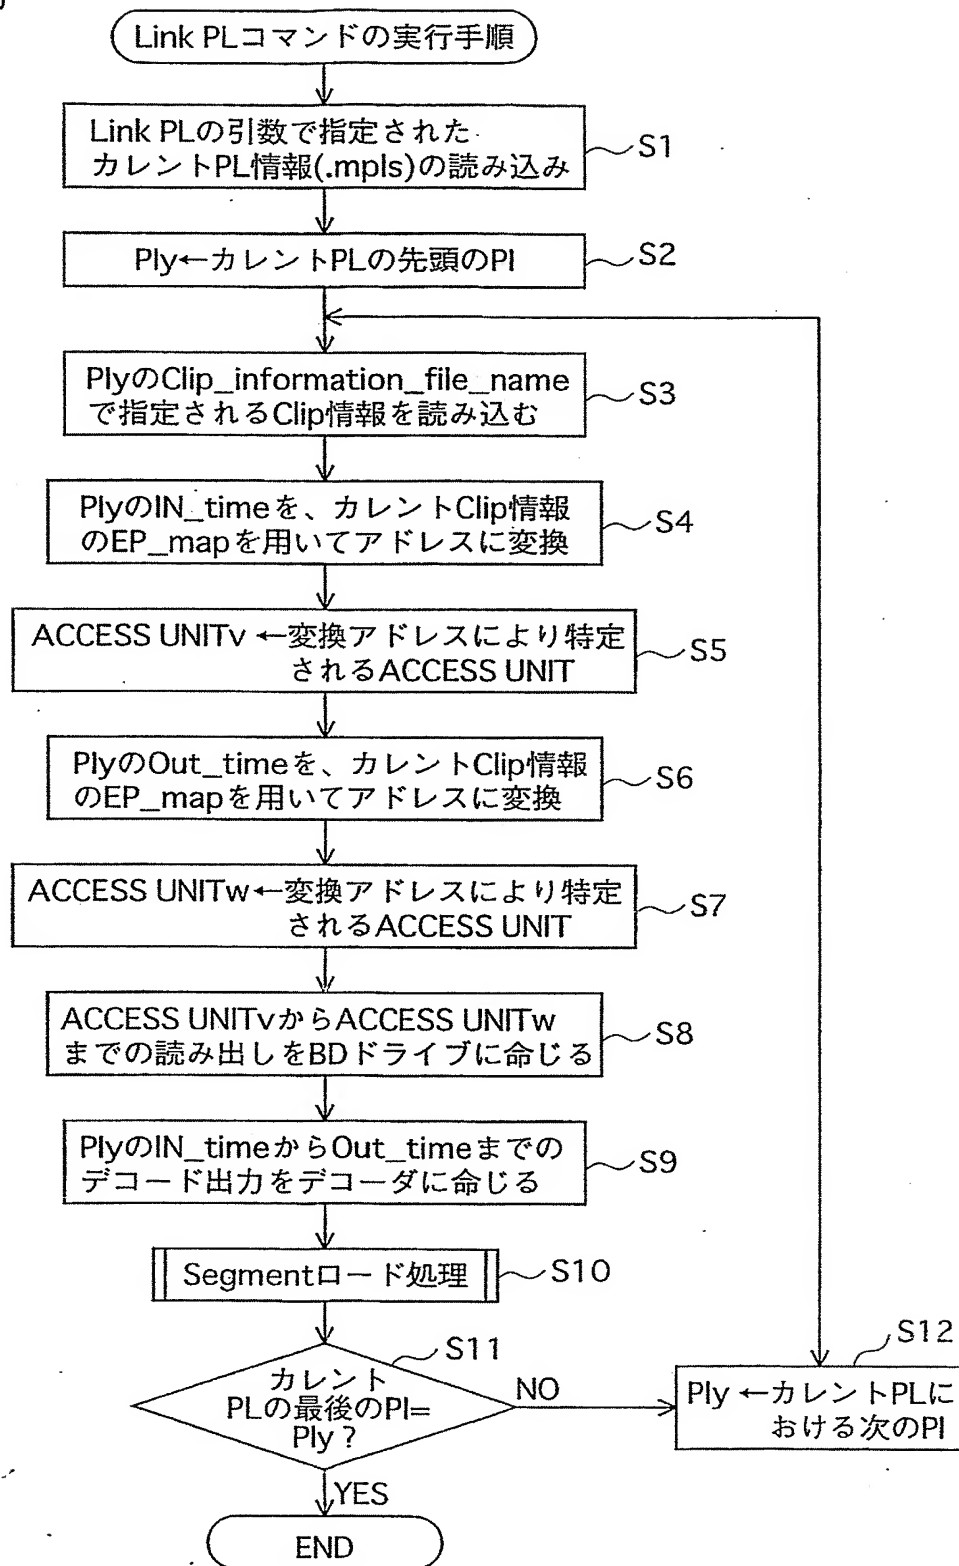 Link PLコマンドの実行手順
Link PLの引数で指定された
カレントPL情報(.mpls)の読み込み
S1
PIy←カレントPLの先頭のPI
S2
PIyのClip_information_file_name
で指定されるClip情報を読み込む
S3
PIyのIN_timeを、カレントClip情報
のEP_mapを用いてアドレスに変換
S4
ACCESS UNITv ←変換アドレスにより特定
されるACCESS UNIT
S5
PIyのOut_timeを、カレントClip情報
のEP_mapを用いてアドレスに変換
S6
ACCESS UNITw←変換アドレスにより特定
されるACCESS UNIT
S7
ACCESS UNITvからACCESS UNITw
までの読み出しをBDドライブに命じる
S8
PIyのIN_timeからOut_timeまでの
デコード出力をデコーダに命じる
S9
Segmentロード処理
S10
S11
カレント
PLの最後のPI=
PIy ?
NO
S12
PIy ←カレントPLに
おける次のPI
YES
END